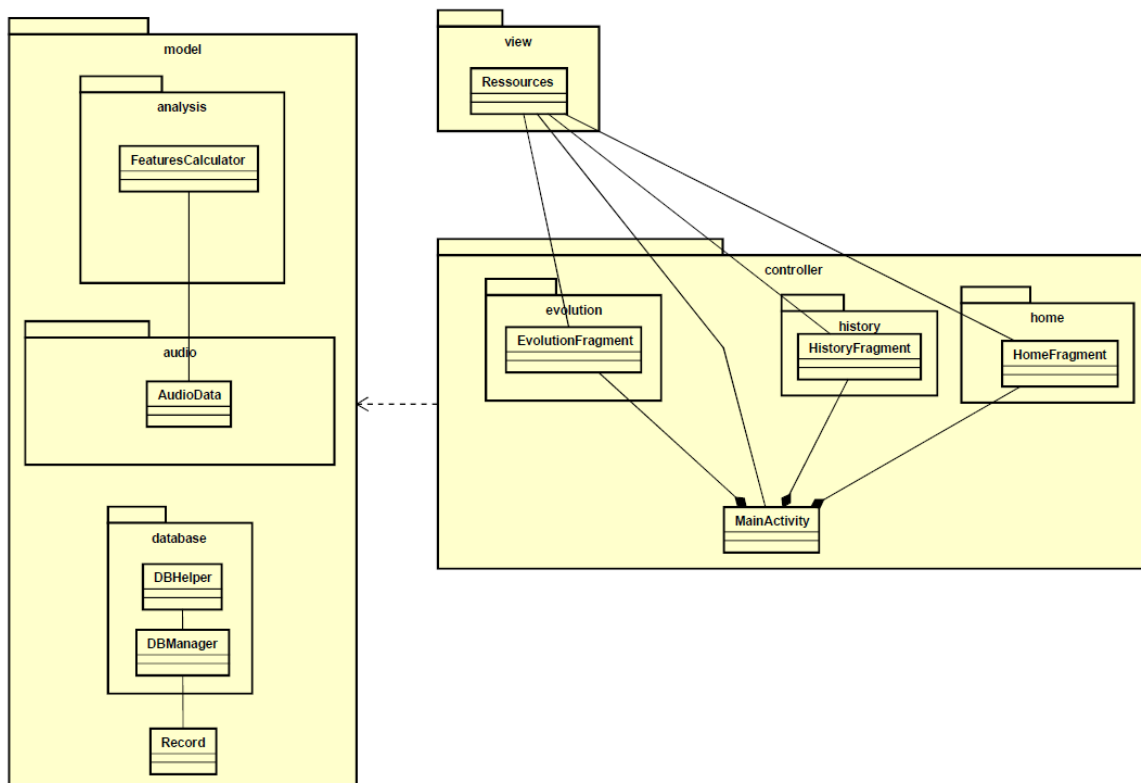 model
analysis
FeaturesCalculator
audio
AudioData
database
DBHelper
DBManager
Record
view
Ressources
controller
evolution
EvolutionFragment
history
HistoryFragment
home
HomeFragment
MainActivity